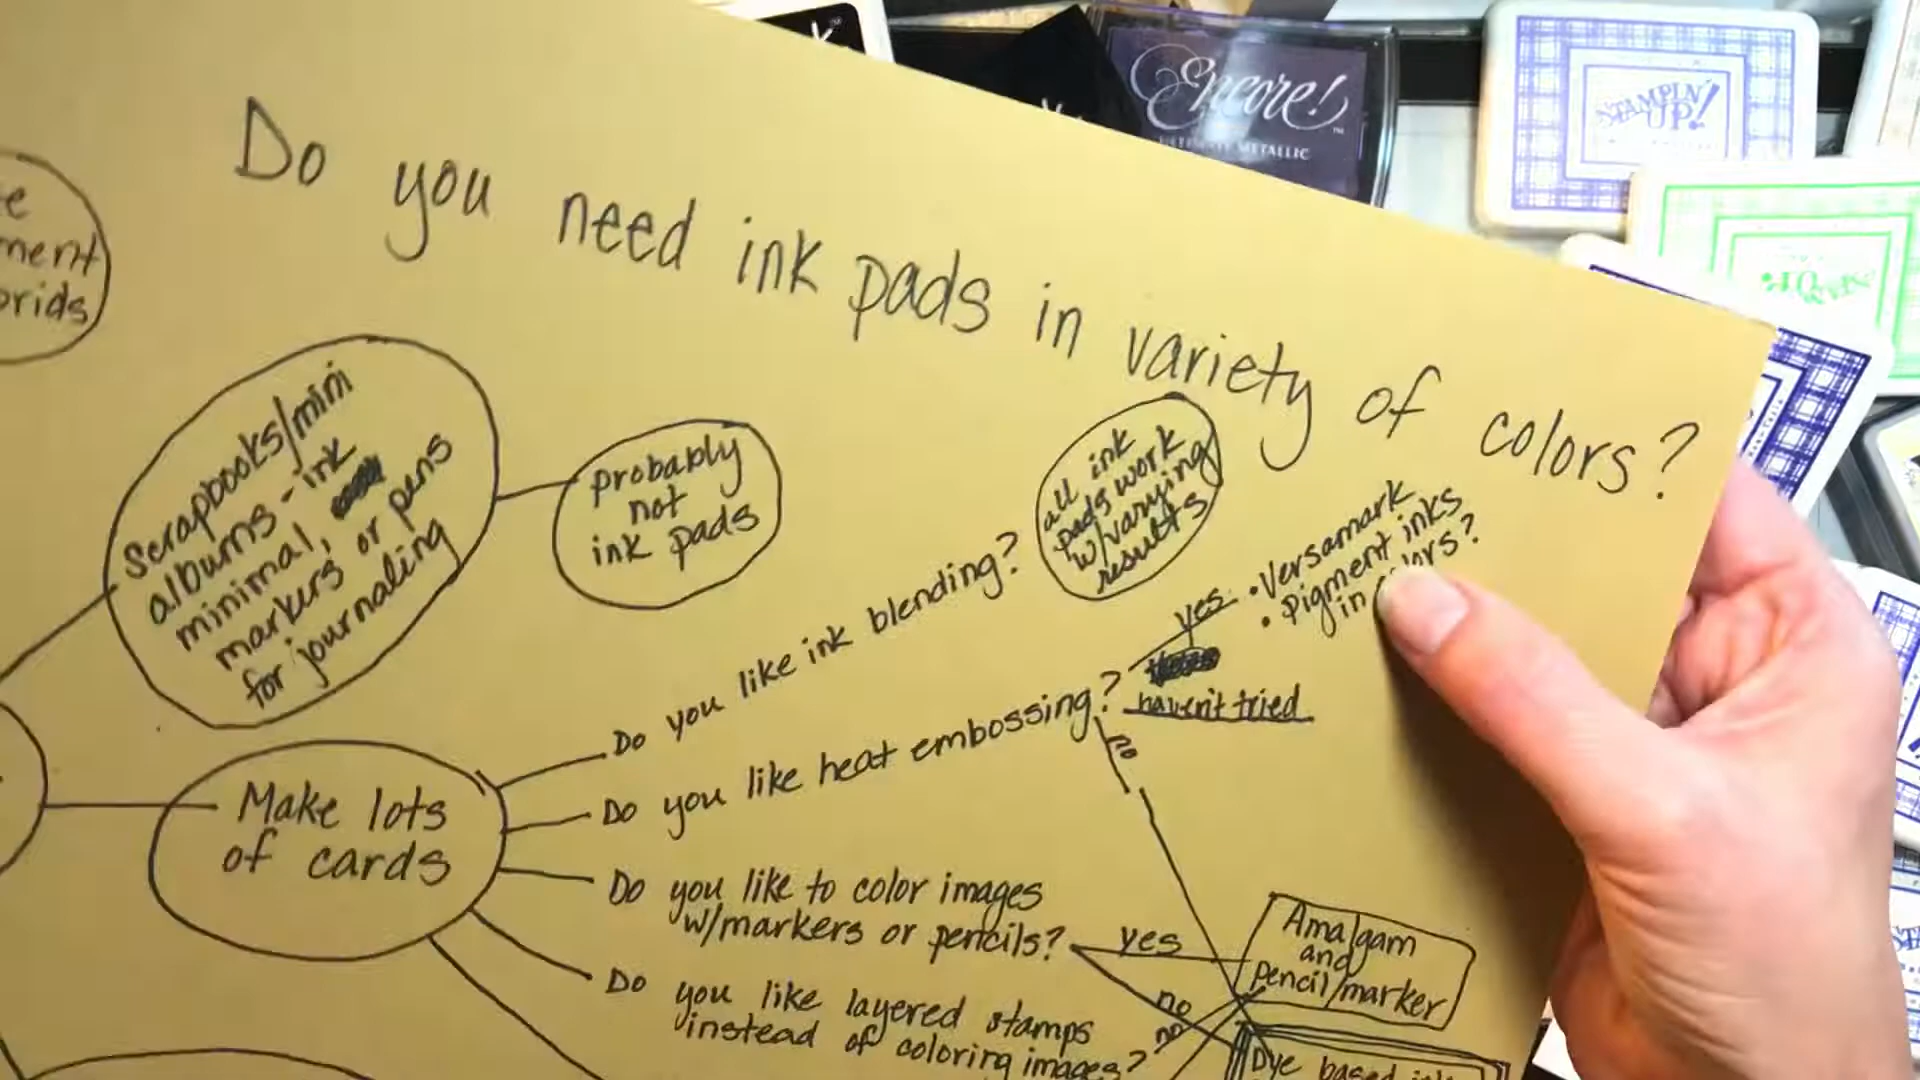 Encore!
ULTIMATE METALLIC
STAMPIN'
UP!
Do you need ink pads in variety of colors?
ment
brids
Scrapbooks/mini
albums - ink
minimal,
markers or pens
for journaling
probably
not
ink pads
all ink
pads work
w/varying
results
Do you like ink blending?
yes
• Versamark
• pigment inks
in colors?
Do you like heat embossing?
haven't tried
no
Make lots
of cards
Do you like to color images
w/markers or pencils?
yes
no
Amalgam
and
pencil/marker
Do you like layered stamps
instead of coloring images?
no
Dye based ink